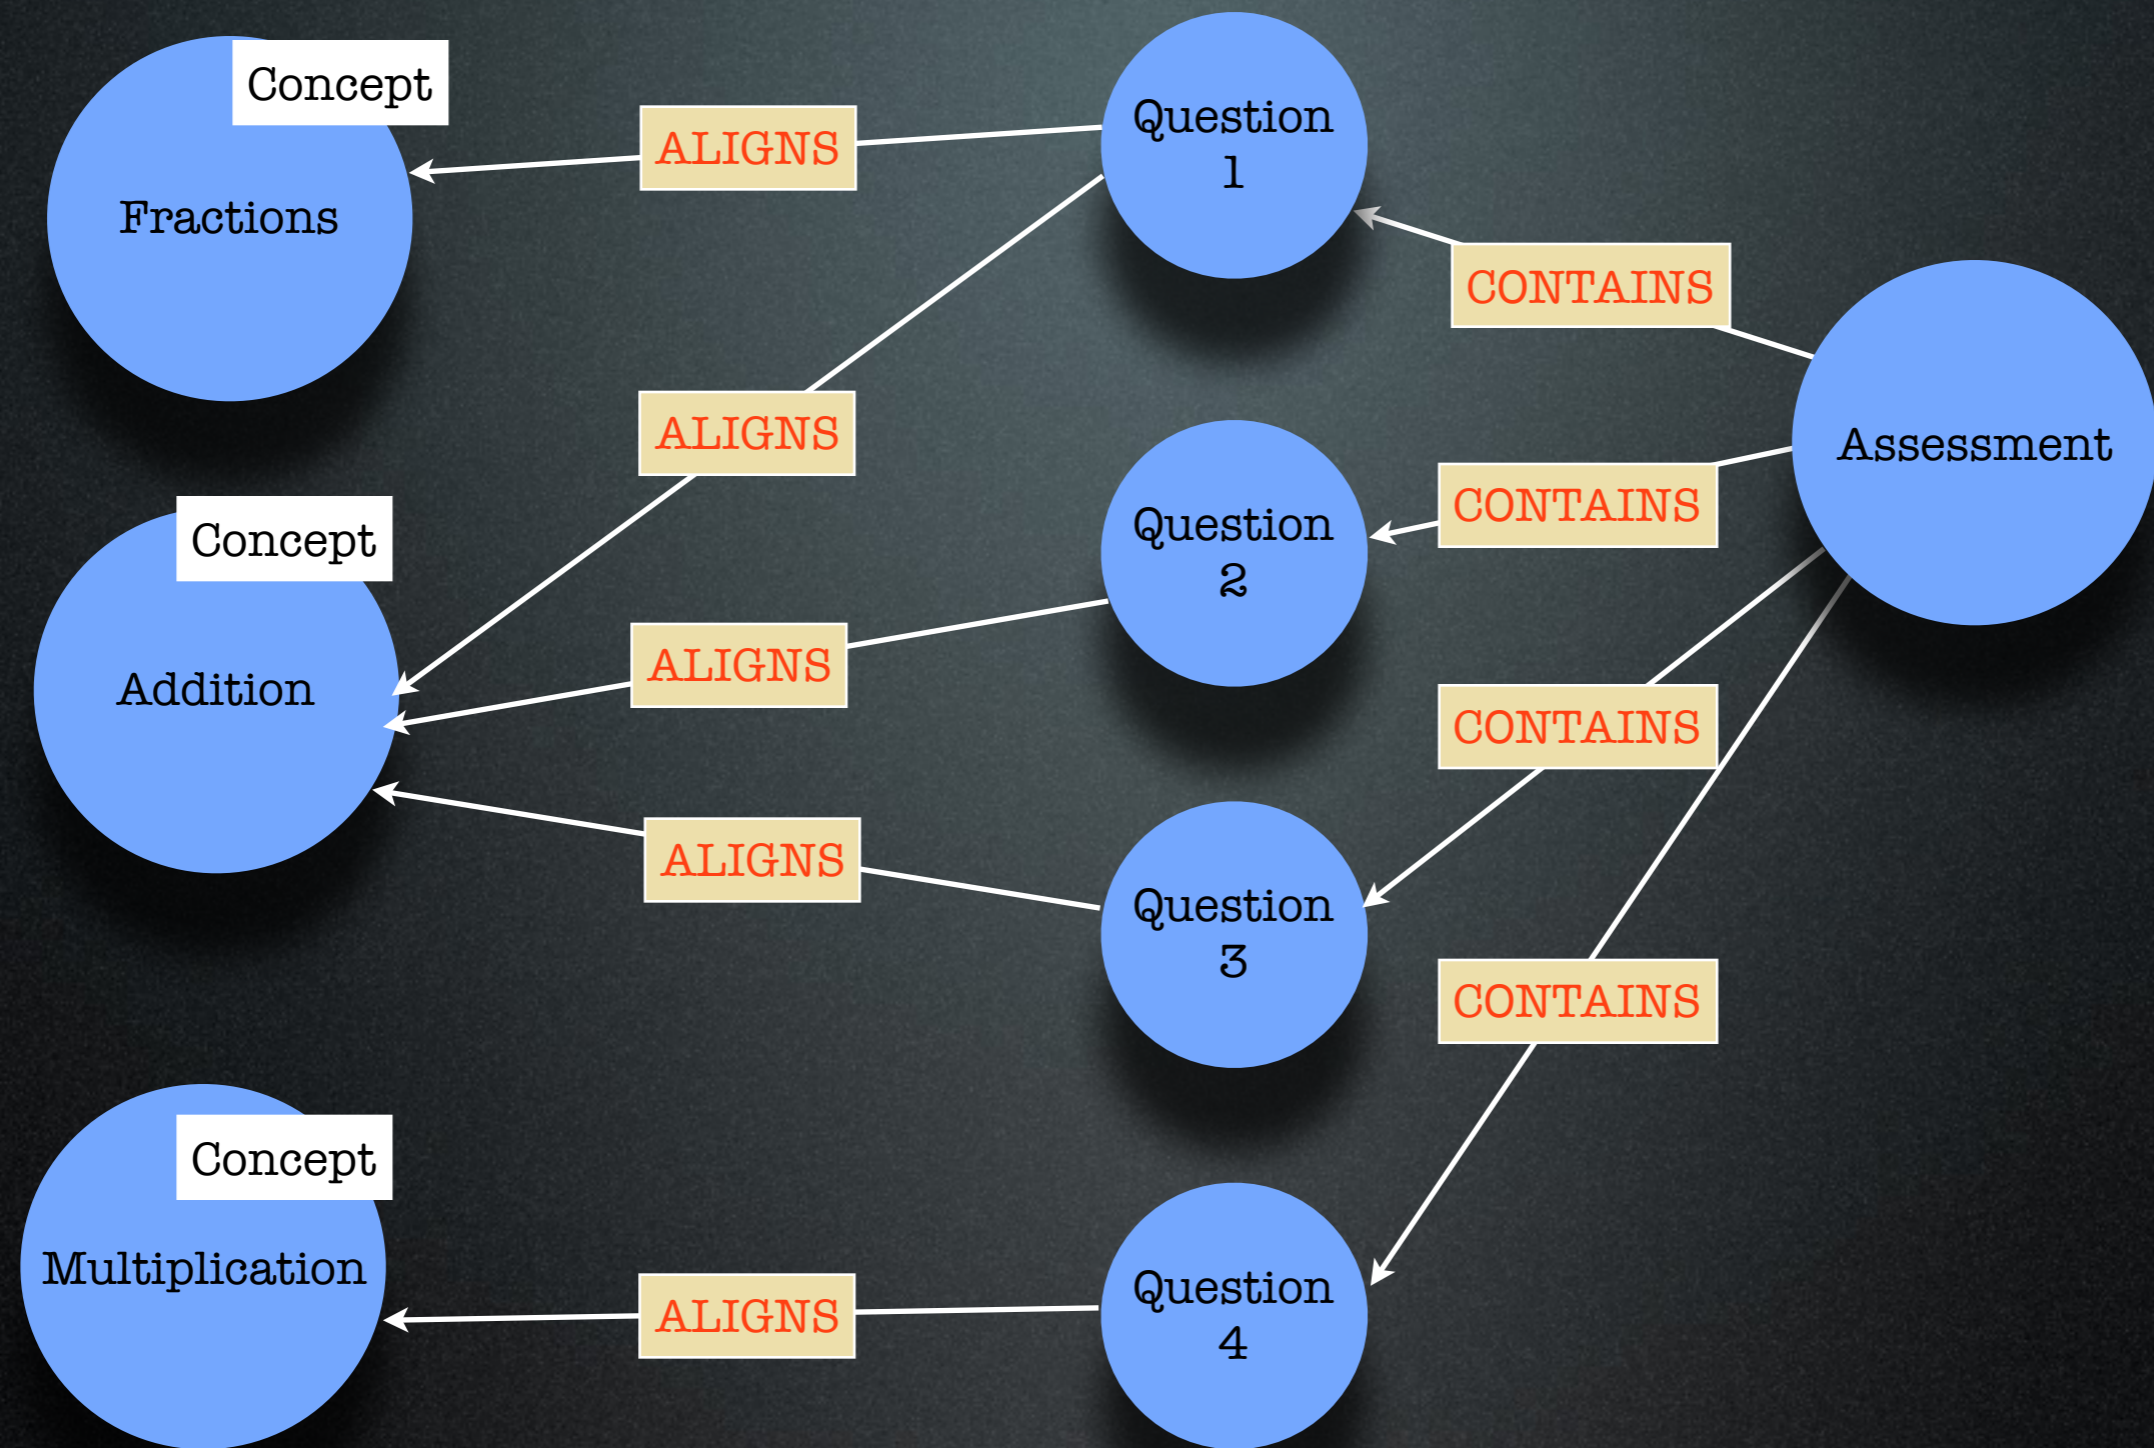 Concept
Fractions
ALIGNS
Question
1
CONTAINS
Assessment
ALIGNS
Concept
Addition
Question
2
CONTAINS
ALIGNS
CONTAINS
ALIGNS
Question
3
CONTAINS
Concept
Multiplication
ALIGNS
Question
4